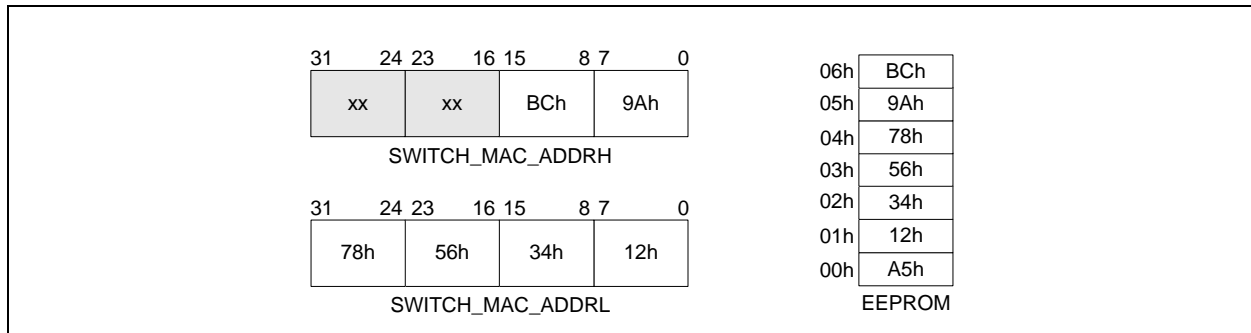 31 24 23 16 15 8 7 0
xx xx BCh 9Ah
SWITCH_MAC_ADDRH
31 24 23 16 15 8 7 0
78h 56h 34h 12h
SWITCH_MAC_ADDRL
06h BCh
05h 9Ah
04h 78h
03h 56h
02h 34h
01h 12h
00h A5h
EEPROM